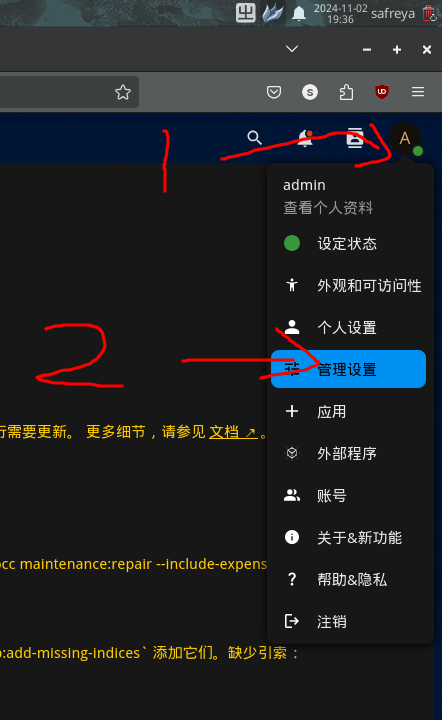 2024-11-02
19:36
safreya
S
UO
1
A
admin
查看个人资料
设定状态
外观和可访问性
个人设置
2
管理设置
应用
行需要更新。 更多细节，请参见 文档 ↗ 。
外部程序
账号
关于&新功能
occ maintenance:repair --include-expens
帮助&隐私
注销
:add-missing-indices` 添加它们。缺少引索：